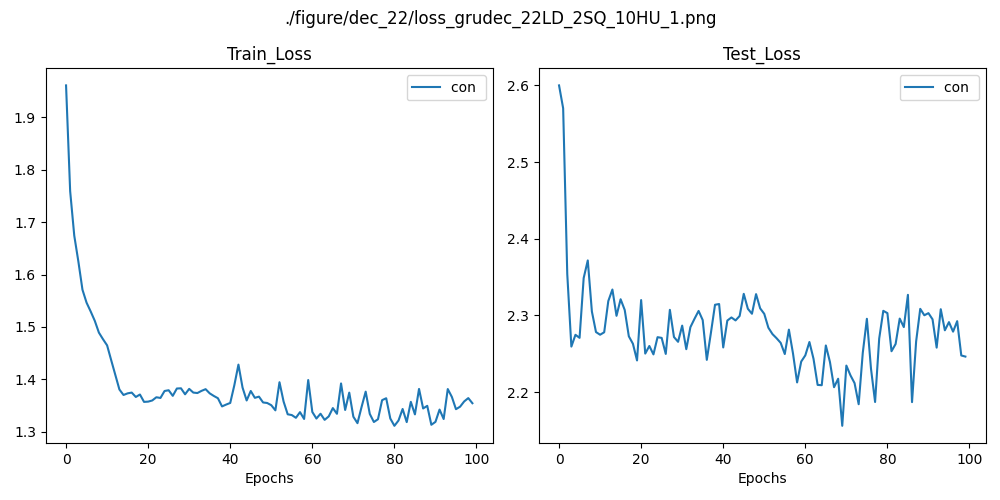 ./figure/dec_22/loss_grudec_22LD_2SQ_10HU_1.png
Train_Loss
con
1.9
1.8
1.7
1.6
1.5
1.4
1.3
0 20 40 60 80 100
Epochs
Test_Loss
con
2.6
2.5
2.4
2.3
2.2
0 20 40 60 80 100
Epochs